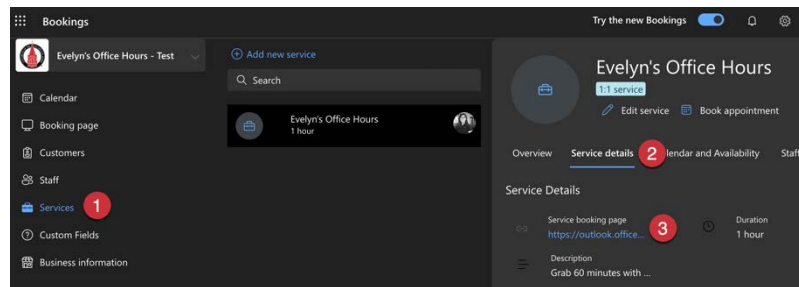 Bookings
Try the new Bookings
Evelyn's Office Hours - Test
Calendar
Booking page
Customers
Staff
Services
1
Custom Fields
Business information
Add new service
Search
Evelyn's Office Hours
1 hour
Evelyn's Office Hours
1:1 service
Edit service
Book appointment
Overview
Service details
2
lendar and Availability
Staff
Service Details
Service booking page
https://outlook.office...
3
Duration
1 hour
Description
Grab 60 minutes with ...